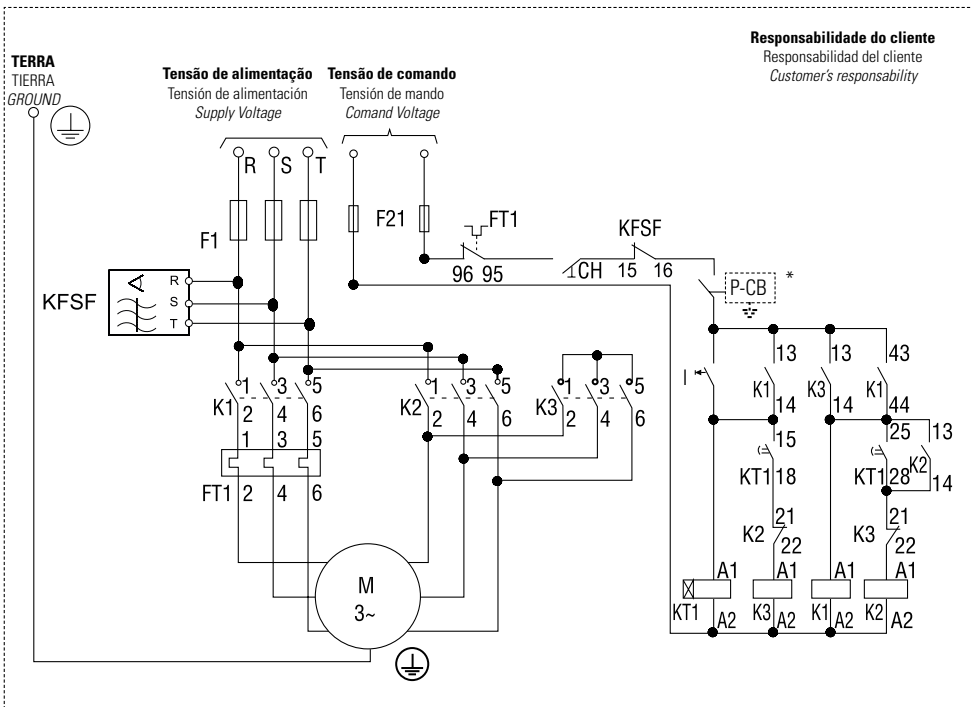 TERRA
TIERRA
GROUND
Tensão de alimentação
Tensión de alimentación
Supply Voltage
Tensão de comando
Tensión de mando
Comand Voltage
Responsabilidade do cliente
Responsabilidad del cliente
Customer's responsability
R S T
F1
F21
FT1
96 95
CH
KFSF
15 16
P-CB
*
KFSF
R
S
T
K1
1 3 5
2 4 6
K2
1 3 5
2 4 6
K3
1 3 5
2 4 6
FT1
1 3 5
2 4 6
M
3~
I
13
K1
14
13
K3
14
43
K1
44
15
KT1 18
25
KT1 28
13
K2
14
21
K2
22
21
K3
22
A1
KT1
A2
A1
K3
A2
A1
K1
A2
A1
K2
A2